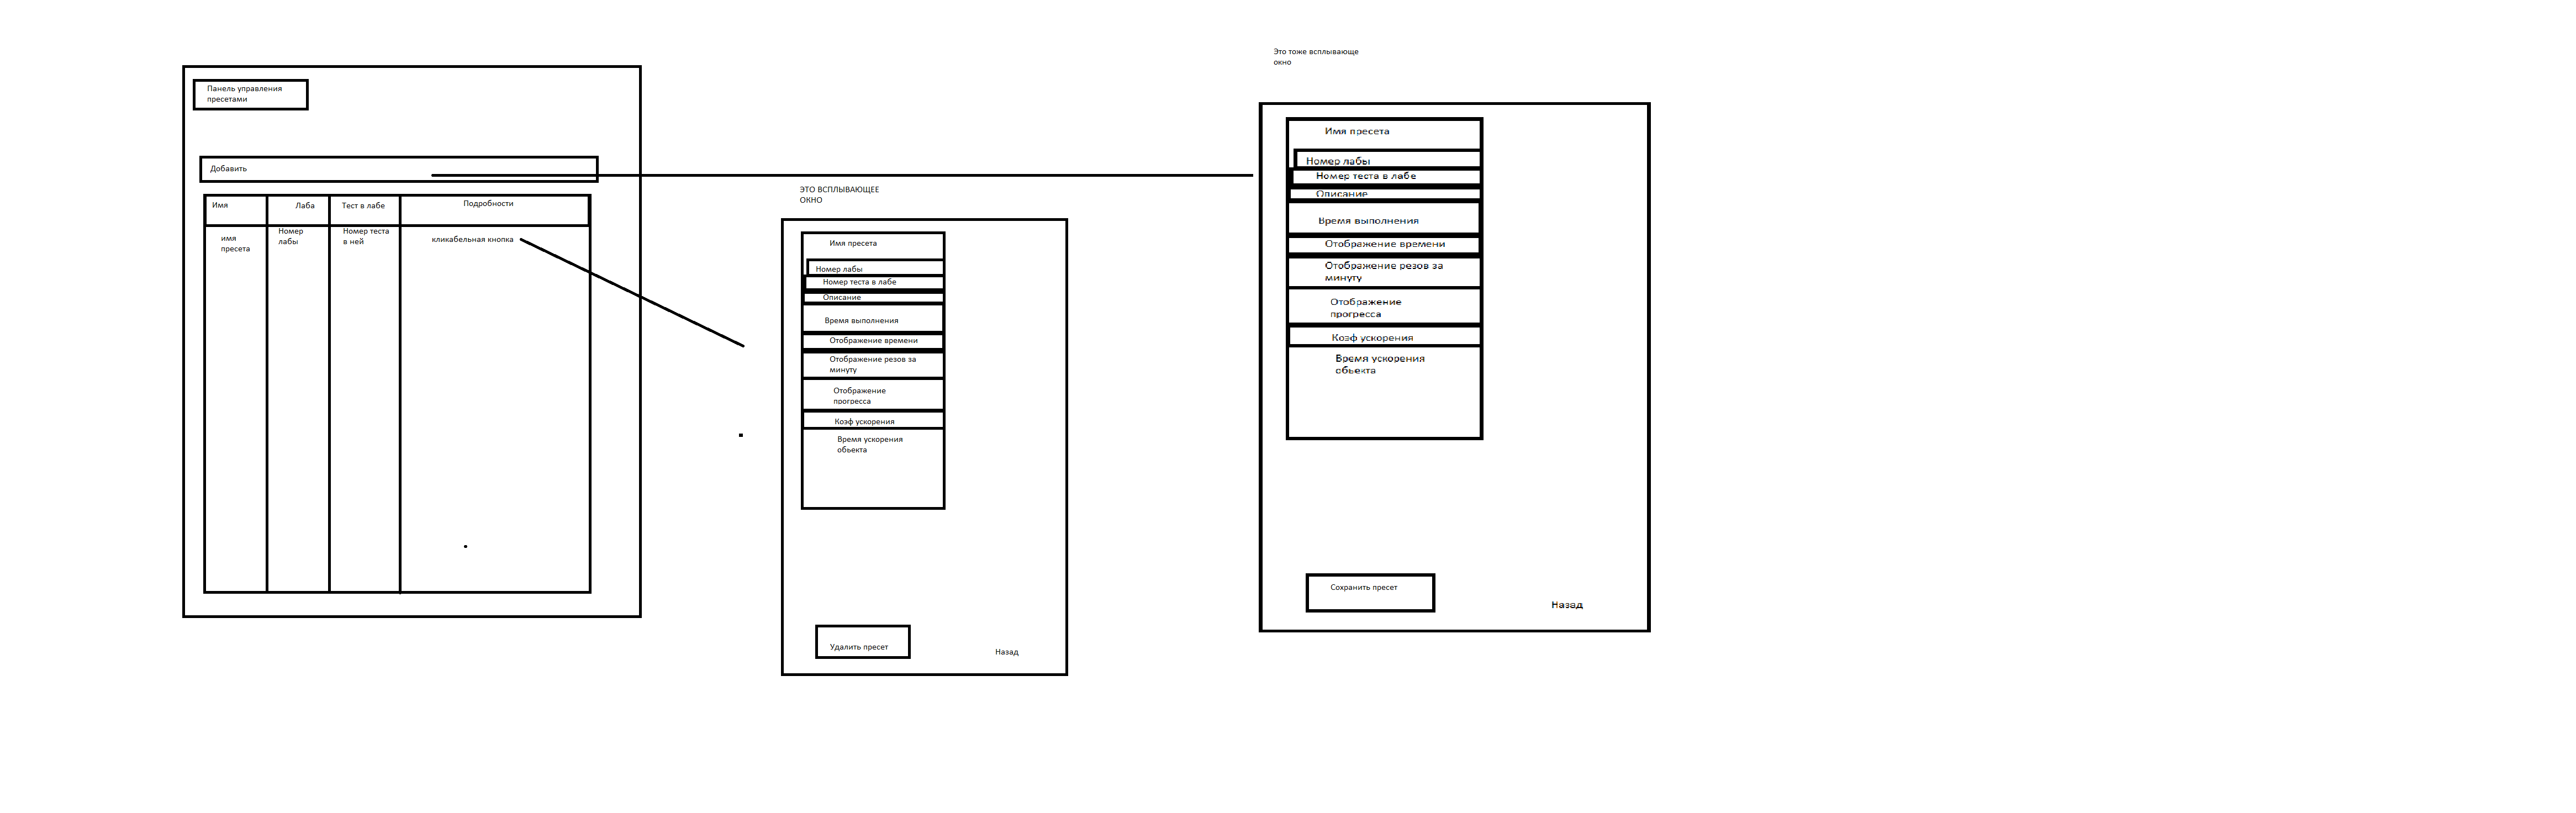 Панель управления
пресетами
Добавить
Имя
Лаба
Тест в лабе
Подробности
имя
пресета
Номер
лабы
Номер теста
в ней
кликабельная кнопка
ЭТО ВСПЛЫВАЮЩЕЕ
ОКНО
Имя пресета
Номер лабы
Номер теста в лабе
Описание
Время выполнения
Отображение времени
Отображение резов за
минуту
Отображение
прогресса
Коэф ускорения
Время ускорения
обьекта
Удалить пресет
Назад
Это тоже всплывающе
окно
Имя пресета
Номер лабы
Номер теста в лабе
Описание
Время выполнения
Отображение времени
Отображение резов за
минуту
Отображение
прогресса
Коэф ускорения
Время ускорения
обьекта
Сохранить пресет
Назад